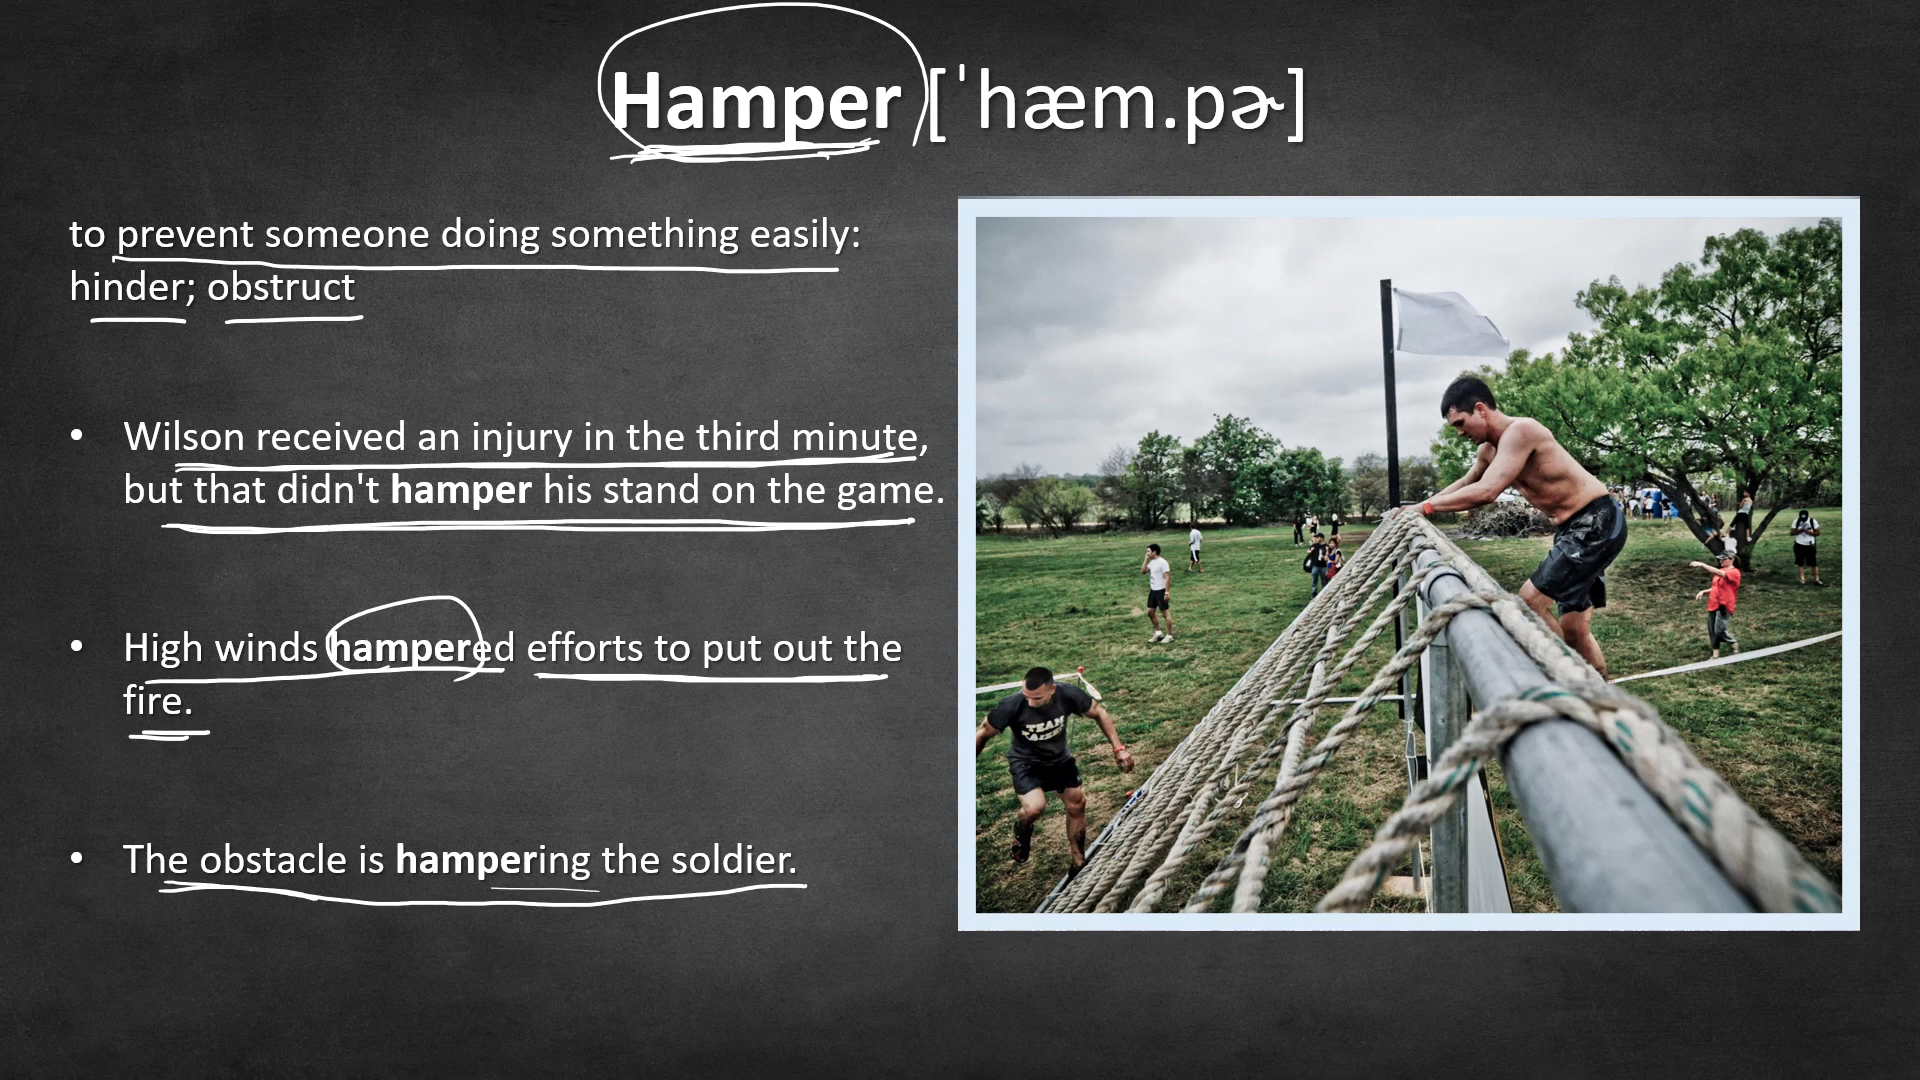 Hamper [ˈhæm.pɚ]
to prevent someone doing something easily:
hinder; obstruct
• Wilson received an injury in the third minute,
but that didn't hamper his stand on the game.
• High winds hampered efforts to put out the
fire.
• The obstacle is hampering the soldier.
TEAM